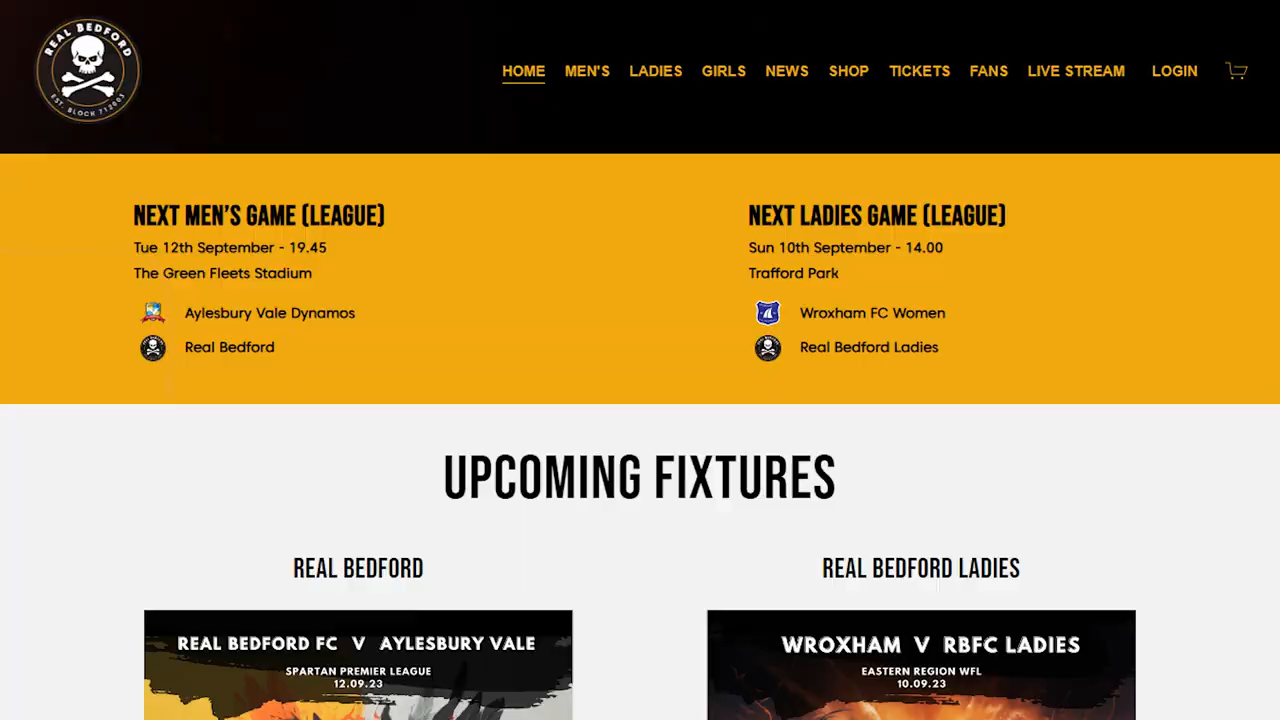 REAL BEDFORD
EST. BLOCK 712003
HOME MEN'S LADIES GIRLS NEWS SHOP TICKETS FANS LIVE STREAM LOGIN
NEXT MEN'S GAME (LEAGUE)
Tue 12th September - 19.45
The Green Fleets Stadium
Aylesbury Vale Dynamos
Real Bedford
NEXT LADIES GAME (LEAGUE)
Sun 10th September - 14.00
Trafford Park
Wroxham FC Women
Real Bedford Ladies
UPCOMING FIXTURES
REAL BEDFORD
REAL BEDFORD FC V AYLESBURY VALE
SPARTAN PREMIER LEAGUE
12.09.23
REAL BEDFORD LADIES
WROXHAM V RBFC LADIES
EASTERN REGION WFL
10.09.23